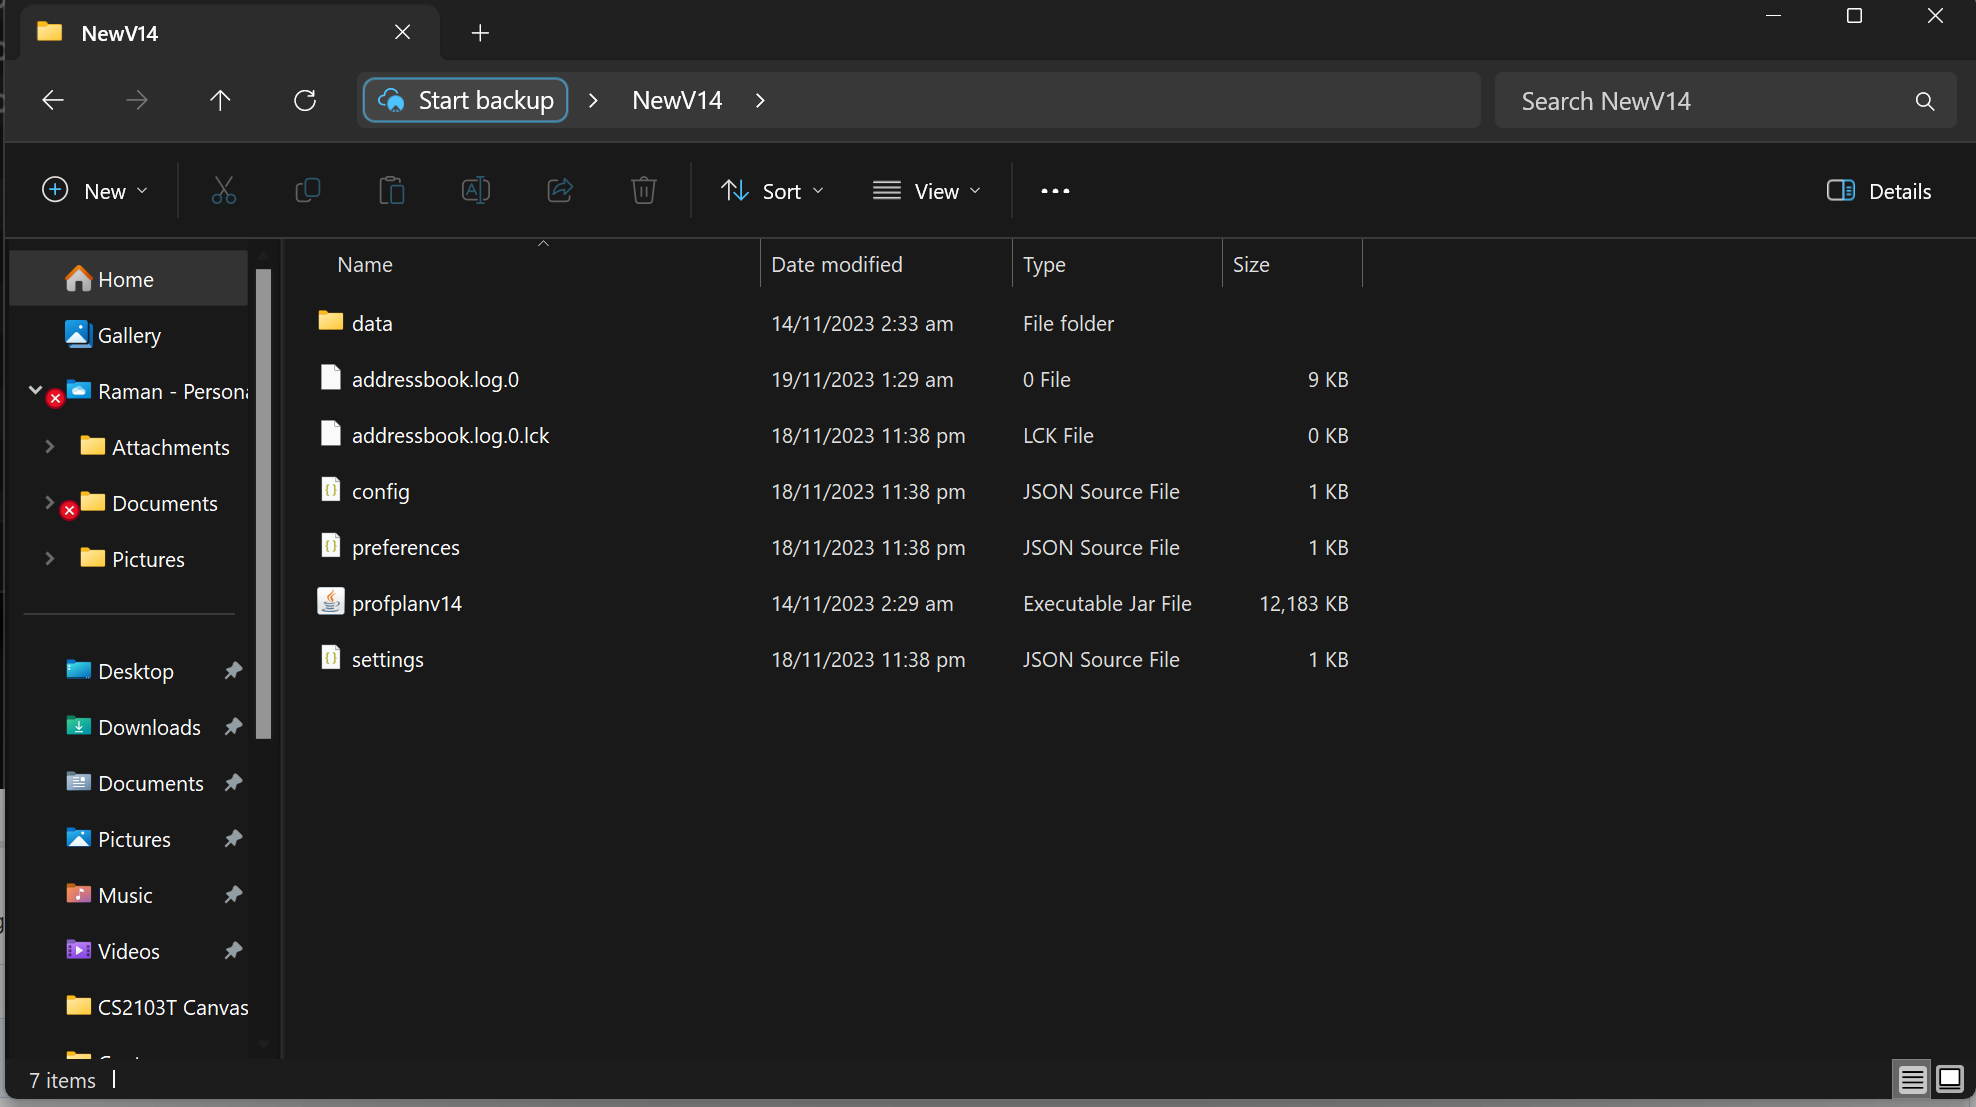 NewV14
Start backup > NewV14 >
Search NewV14
New
Sort
View
Details
Name Date modified Type Size
Home
Gallery
Raman - Persona
Attachments
Documents
Pictures
Desktop
Downloads
Documents
Pictures
Music
Videos
CS2103T Canvas
data 14/11/2023 2:33 am File folder
addressbook.log.0 19/11/2023 1:29 am 0 File 9 KB
addressbook.log.0.lck 18/11/2023 11:38 pm LCK File 0 KB
config 18/11/2023 11:38 pm JSON Source File 1 KB
preferences 18/11/2023 11:38 pm JSON Source File 1 KB
profplanv14 14/11/2023 2:29 am Executable Jar File 12,183 KB
settings 18/11/2023 11:38 pm JSON Source File 1 KB
7 items